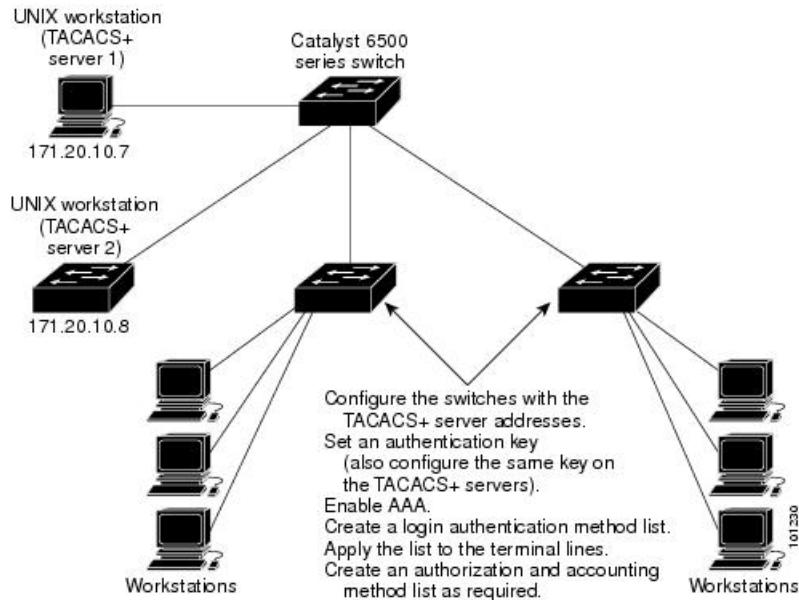 UNIX workstation
(TACACS+
server 1)
Catalyst 6500
series switch
171.20.10.7
UNIX workstation
(TACACS+
server 2)
171.20.10.8
Configure the switches with the
TACACS+ server addresses.
Set an authentication key
(also configure the same key on
the TACACS+ servers).
Enable AAA.
Create a login authentication method list.
Apply the list to the terminal lines.
Create an authorization and accounting
method list as required.
Workstations
Workstations
101230